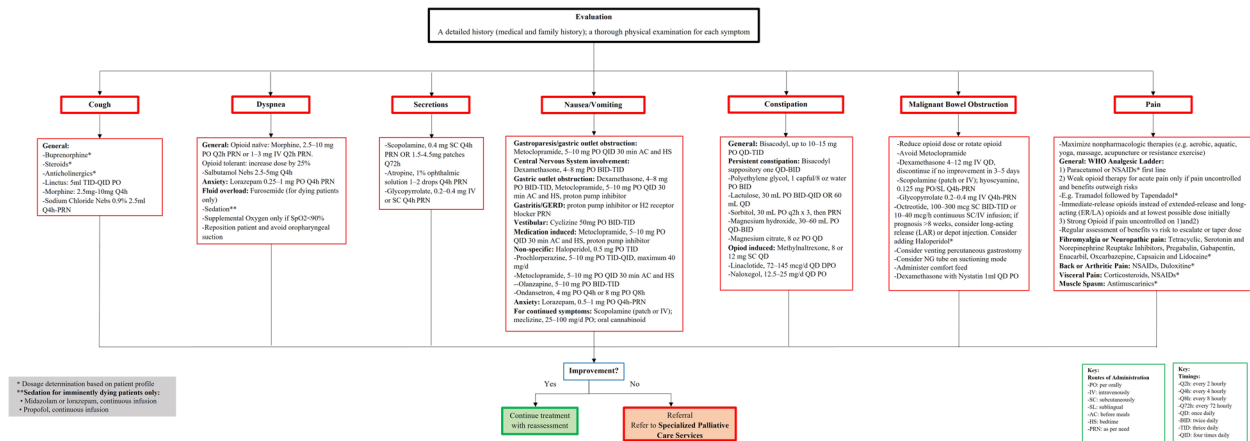 Evaluation
A detailed history (medical and family history); a thorough physical examination for each symptom
Cough
General:
-Buprenorphine*
-Steroids*
-Anticholinergics*
-Linctus: 5ml TID-QID PO
-Morphine: 2.5mg-10mg Q4h
-Sodium Chloride Nebs 0.9% 2.5ml
Q4h-PRN
Dyspnea
General: Opioid naïve: Morphine, 2.5–10 mg
PO Q2h PRN or 1–3 mg IV Q2h PRN.
Opioid tolerant: increase dose by 25%
-Salbutamol Nebs 2.5-5mg Q4h
Anxiety: Lorazepam 0.25–1 mg PO Q4h PRN
Fluid overload: Furosemide (for dying patients
only)
-Sedation**
-Supplemental Oxygen only if SpO2<90%
-Reposition patient and avoid oropharyngeal
suction
Secretions
-Scopolamine, 0.4 mg SC Q4h
PRN OR 1.5-4.5mg patches
Q72h
-Atropine, 1% ophthalmic
solution 1–2 drops Q4h PRN
-Glycopyrrolate, 0.2–0.4 mg IV
or SC Q4h PRN
Nausea/Vomiting
Gastroparesis/gastric outlet obstruction:
Metoclopramide, 5–10 mg PO QID 30 min AC and HS
Central Nervous System involvement:
Dexamethasone, 4–8 mg PO BID-TID
Gastric outlet obstruction: Dexamethasone, 4–8 mg
PO BID-TID, Metoclopramide, 5–10 mg PO QID 30
min AC and HS, proton pump inhibitor
Gastritis/GERD: proton pump inhibitor or H2 receptor
blocker PRN
Vestibular: Cyclizine 50mg PO BID-TID
Medication induced: Metoclopramide, 5–10 mg PO
QID 30 min AC and HS, proton pump inhibitor
Non-specific: Haloperidol, 0.5 mg PO TID
-Prochlorperazine, 5–10 mg PO TID-QID, maximum 40
mg/d
-Metoclopramide, 5–10 mg PO QID 30 min AC and HS
--Olanzapine, 5–10 mg PO BID-TID
-Ondansetron, 4 mg PO Q4h or 8 mg PO Q8h
Anxiety: Lorazepam, 0.5–1 mg PO Q4h-PRN
For continued symptoms: Scopolamine (patch or IV);
meclizine, 25–100 mg/d PO; oral cannabinoid
Constipation
General: Bisacodyl, up to 10–15 mg
PO QD-TID
Persistent constipation: Bisacodyl
suppository one QD-BID
-Polyethylene glycol, 1 capful/8 oz
water PO BID
-Lactulose, 30 mL PO BID-QID OR 60
mL QD
-Sorbitol, 30 mL PO q2h x 3, then PRN
-Magnesium hydroxide, 30–60 mL PO
QD-BID
-Magnesium citrate, 8 oz PO QD
Opioid induced: Methylnaltrexone, 8 or
12 mg SC QD
-Linaclotide, 72–145 mcg/d QD DPO
-Naloxegol, 12.5–25 mg/d QD PO
Malignant Bowel Obstruction
-Reduce opioid dose or rotate opioid
-Avoid Metoclopramide
-Dexamethasone 4–12 mg IV QD,
discontinue if no improvement in 3–5 days
-Scopolamine (patch or IV); hyoscyamine,
0.125 mg PO/SL Q4h-PRN
-Glycopyrrolate 0.2–0.4 mg IV Q4h-PRN
-Octreotide, 100–300 mcg SC BID-TID or
10–40 mcg/h continuous SC/IV infusion; if
prognosis >8 weeks, consider long-acting
release (LAR) or depot injection. Consider
adding Haloperidol*
-Consider venting percutaneous gastrostomy
-Consider NG tube on suctioning mode
-Administer comfort feed
-Dexamethasone with Nystatin 1ml QD PO
Pain
-Maximize nonpharmacologic therapies (e.g. aerobic, aquatic,
yoga, massage, acupuncture or resistance exercises)
General: WHO Analgesic Ladder:
1) Paracetamol or NSAIDs* first line
2) Weak opioid therapy for acute pain only if pain uncontrolled
and benefits outweigh risks
-E.g. Tramadol followed by Tapendadol*
-Immediate-release opioids instead of extended-release and long-
acting (ER/LA) opioids and at lowest possible dose initially
3) Strong Opioid if pain uncontrolled on 1)and2)
-Regular assessment of benefits vs risk to escalate or taper dose
Fibromyalgia or Neuropathic pain: Tetracyclic, Serotonin and
Norepinephrine Reuptake Inhibitors, Pregabalin, Gabapentin,
Enacarbil, Oxcarbazepine, Capsaicin and Lidocaine*
Back or Arthritic Pain: NSAIDs, Duloxitine*
Visceral Pain: Corticosteroids, NSAIDs*
Muscle Spasm: Antimuscarinics*
Improvement?
Yes
No
Continue treatment
with reassessment
Referral
Refer to Specialized Palliative
Care Services
* Dosage determination based on patient profile
**Sedation for imminently dying patients only:
• Midazolam or lorazepam, continuous infusion
• Propofol, continuous infusion
Key:
Routes of Administration
-PO: per orally
-IV: intravenously
-SC: subcutaneously
-SL: sublingual
-AC: before meals
-HS: bedtime
-PRN: as per need
Key:
Timings:
-Q2h: every 2 hourly
-Q4h: every 4 hourly
-Q8h: every 8 hourly
-Q72h: every 72 hourly
-QD: once daily
-BID: twice daily
-TID: thrice daily
-QID: four times daily